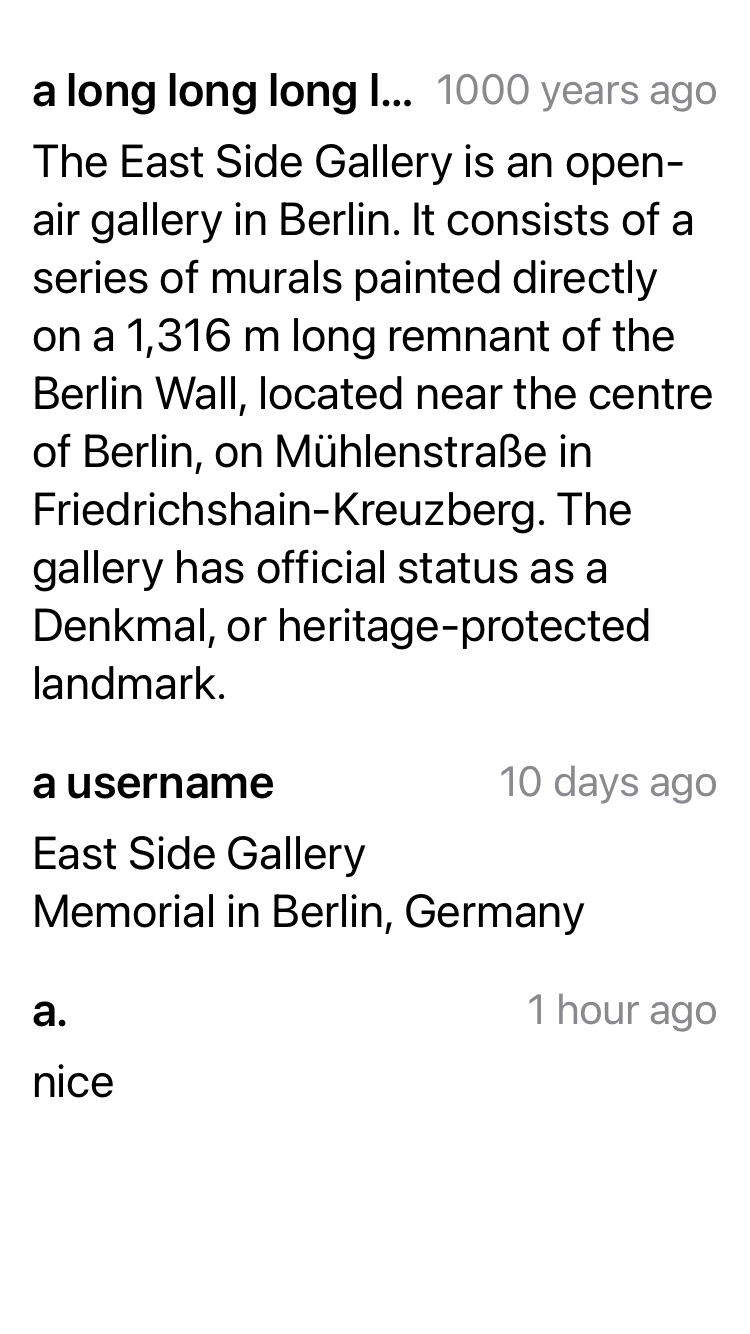 a long long long l... 1000 years ago
The East Side Gallery is an open-
air gallery in Berlin. It consists of a
series of murals painted directly
on a 1,316 m long remnant of the
Berlin Wall, located near the centre
of Berlin, on Mühlenstraße in
Friedrichshain-Kreuzberg. The
gallery has official status as a
Denkmal, or heritage-protected
landmark.
a username 10 days ago
East Side Gallery
Memorial in Berlin, Germany
a. 1 hour ago
nice